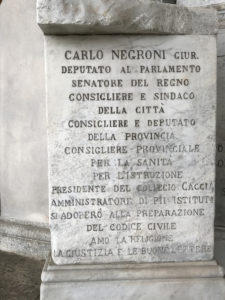 CARLO NEGRONI GIUR.
DEPUTATO AL PARLAMENTO
SENATORE DEL REGNO
CONSIGLIERE E SINDACO
DELLA CITTÀ
CONSIGLIERE E DEPUTATO
DELLA PROVINCIA
CONSIGLIERE PROVINCIALE
PER LA SANITÀ
PER L'ISTRUZIONE
PRESIDENTE DEL COLLEGIO CACCIA
AMMINISTRATORE DI PII ISTITUTI
SI ADOPERÒ ALLA PREPARAZIONE
DEL CODICE CIVILE
AMÒ LA RELIGIONE
LA GIUSTIZIA E LE BUONE LETTERE